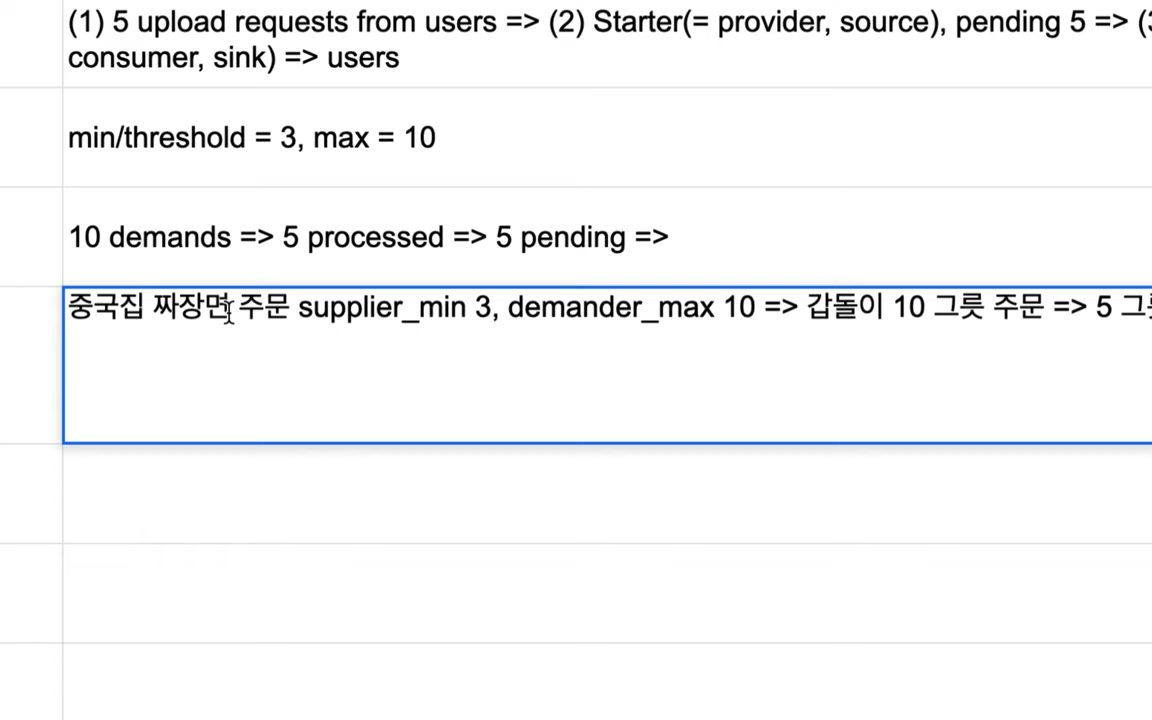 (1) 5 upload requests from users => (2) Starter(= provider, source), pending 5 => (
consumer, sink) => users
min/threshold = 3, max = 10
10 demands => 5 processed => 5 pending =>
중국집 짜장면 주문 supplier_min 3, demander_max 10 => 갑돌이 10 그릇 주문 => 5